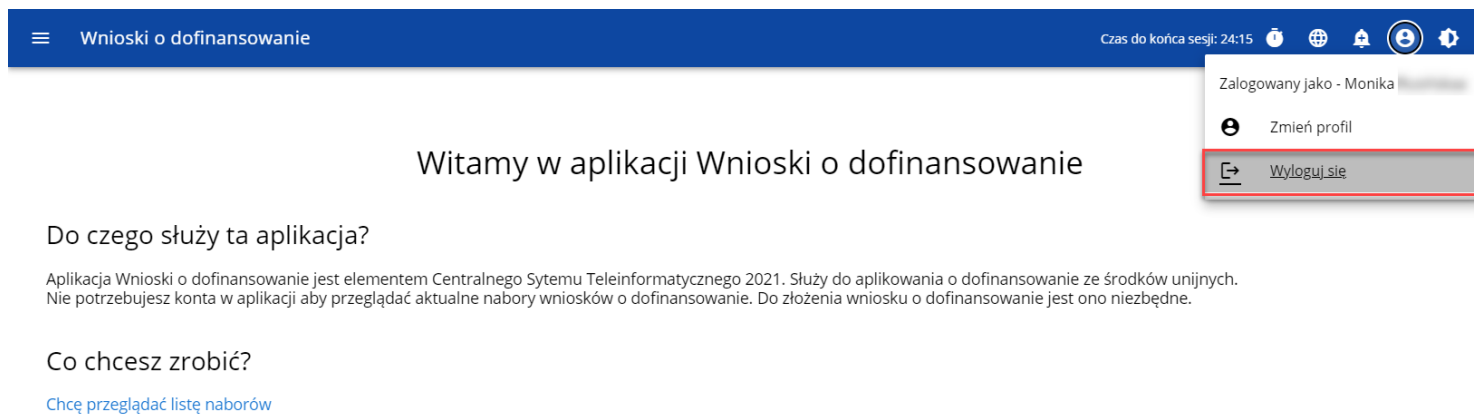 Wnioski o dofinansowanie
Czas do końca sesji: 24:15
Zalogowany jako - Monika
Zmień profil
Wyloguj się
Witamy w aplikacji Wnioski o dofinansowanie
Do czego służy ta aplikacja?
Aplikacja Wnioski o dofinansowanie jest elementem Centralnego Sytemu Teleinformatycznego 2021. Służy do aplikowania o dofinansowanie ze środków unijnych.
Nie potrzebujesz konta w aplikacji aby przeglądać aktualne nabory wniosków o dofinansowanie. Do złożenia wniosku o dofinansowanie jest ono niezbędne.
Co chcesz zrobić?
Chcę przeglądać listę naborów